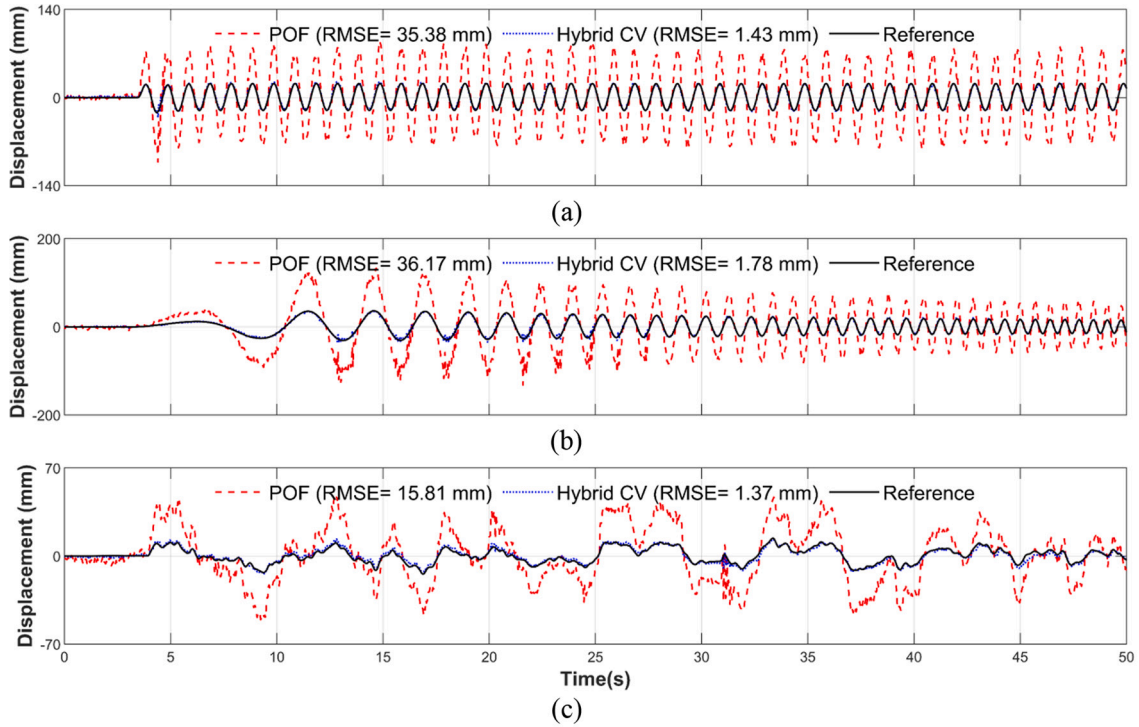 140
POF (RMSE= 35.38 mm) Hybrid CV (RMSE= 1.43 mm) Reference
Displacement (mm)
0
-140
(a)
200
POF (RMSE= 36.17 mm) Hybrid CV (RMSE= 1.78 mm) Reference
Displacement (mm)
0
-200
(b)
70
POF (RMSE= 15.81 mm) Hybrid CV (RMSE= 1.37 mm) Reference
Displacement (mm)
0
-70
0 5 10 15 20 25 30 35 40 45 50
Time(s)
(c)